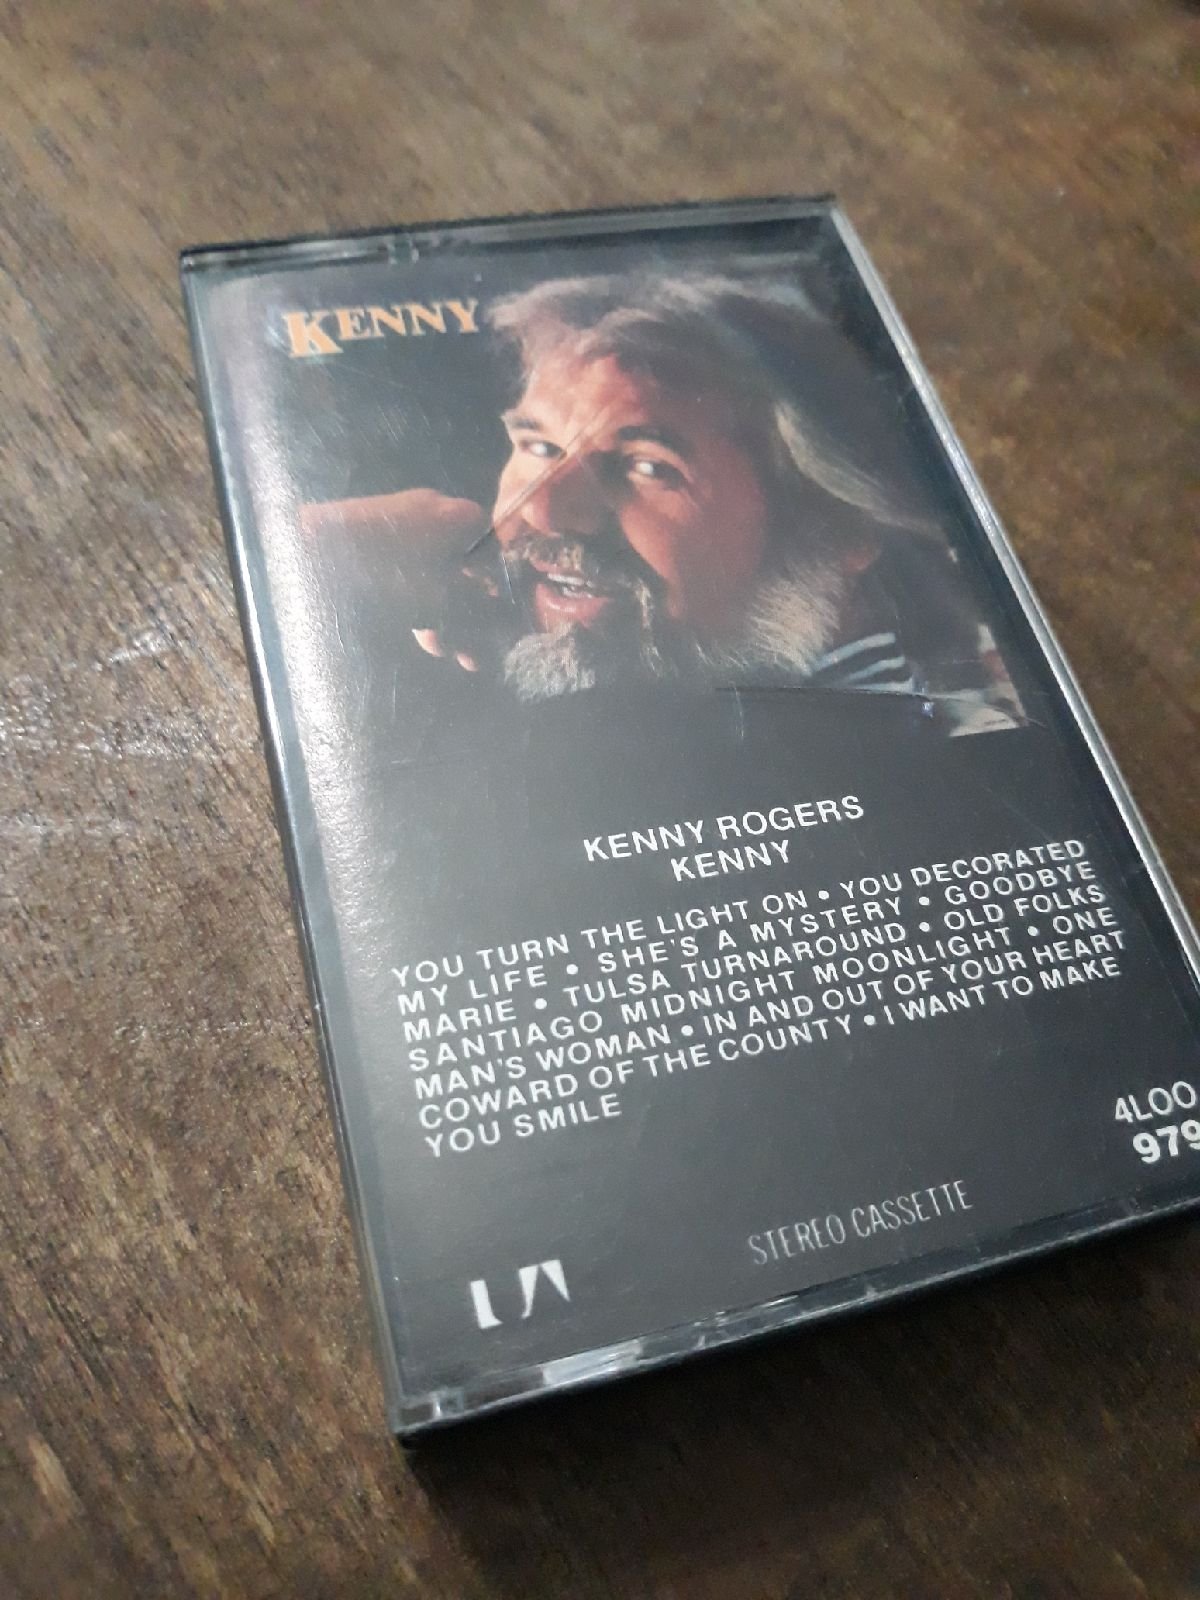 KENNY
KENNY ROGERS
KENNY
YOU TURN THE LIGHT ON • YOU DECORATED
MY LIFE • SHE'S A MYSTERY • GOODBYE
MARIE • TULSA TURNAROUND • OLD FOLKS
SANTIAGO MIDNIGHT MOONLIGHT • ONE
MAN'S WOMAN • IN AND OUT OF YOUR HEART
COWARD OF THE COUNTY • I WANT TO MAKE
YOU SMILE
4LOO
979
STEREO CASSETTE
UA